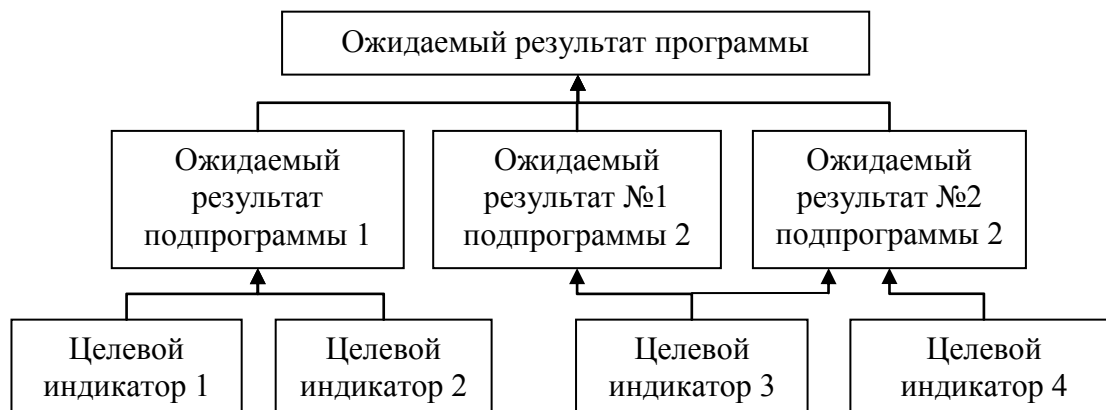 Ожидаемый результат программы
Ожидаемый
результат
подпрограммы 1
Ожидаемый
результат №1
подпрограммы 2
Ожидаемый
результат №2
подпрограммы 2
Целевой
индикатор 1
Целевой
индикатор 2
Целевой
индикатор 3
Целевой
индикатор 4